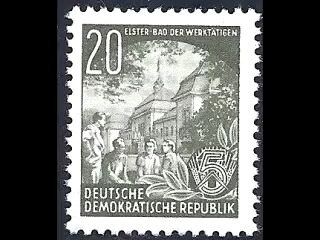 20
ELSTER - BAD DER WERKTÄTIGEN
5
DEUTSCHE
DEMOKRATISCHE REPUBLIK